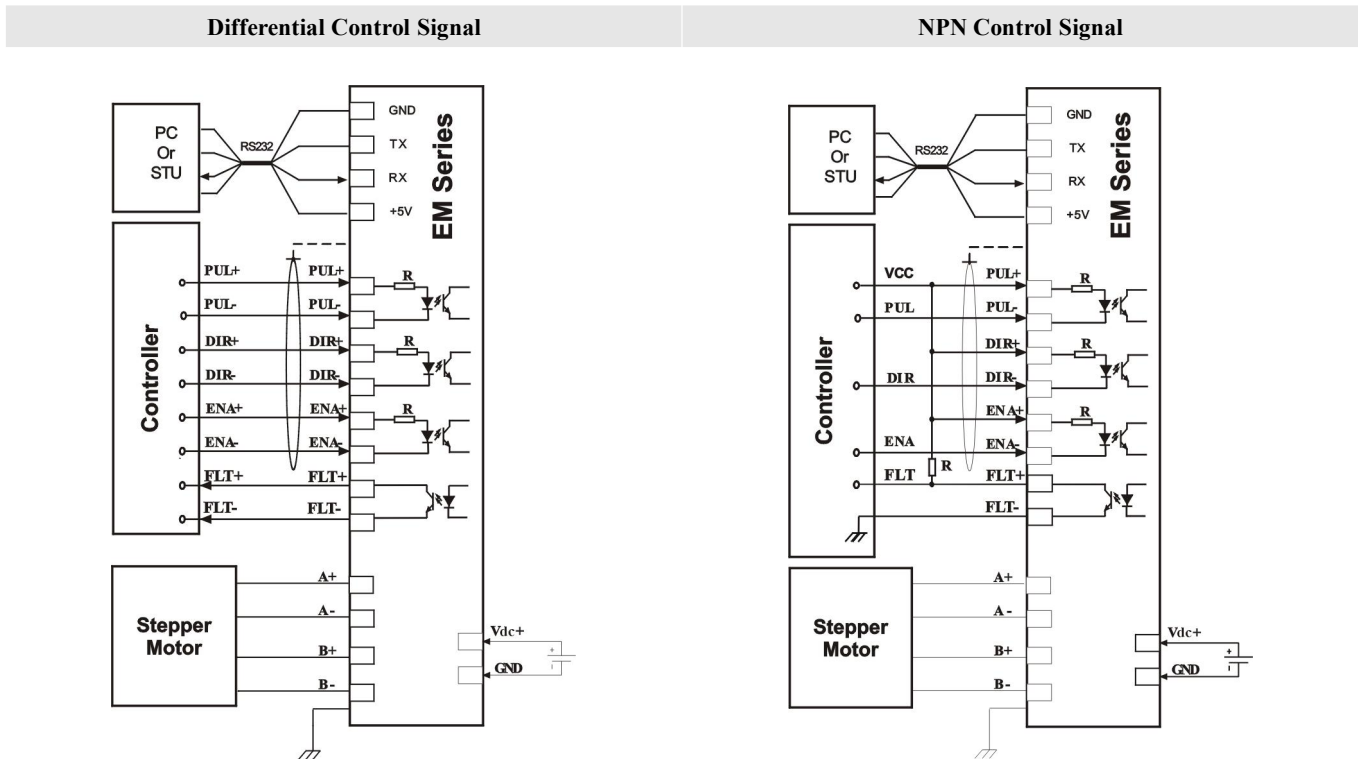 Differential Control Signal
NPN Control Signal
PC
Or
STU
RS232
GND
TX
RX
+5V
EM Series
Controller
PUL+ PUL+ R
PUL- PUL-
DIR+ DIR+ R
DIR- DIR-
ENA+ ENA+ R
ENA- ENA-
FLT+ FLT+
FLT- FLT-
Stepper
Motor
A+
A-
B+
B-
Vdc+
+
-
GND
PC
Or
STU
RS232
GND
TX
RX
+5V
EM Series
Controller
VCC PUL+ R
PUL PUL-
DIR+ R
DIR DIR-
ENA+ R
ENA ENA-
R
FLT FLT+
FLT-
Stepper
Motor
A+
A-
B+
B-
Vdc+
+
-
GND